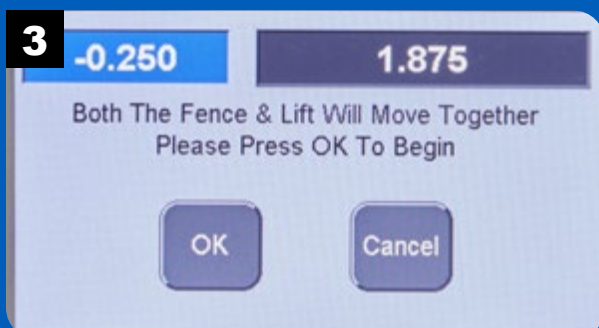 3
-0.250 1.875
Both The Fence & Lift Will Move Together
Please Press OK To Begin
OK Cancel